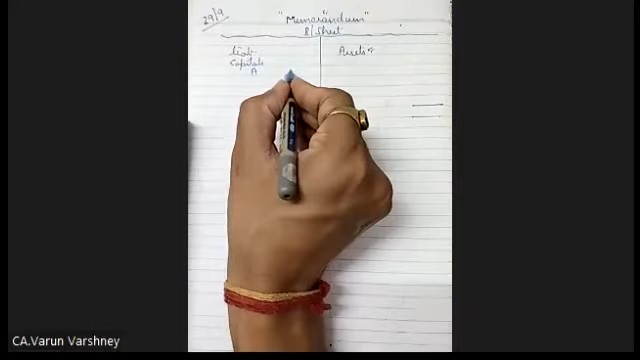 29/9
"Memorandum"
B/Sheet
Liab. Assets
Capitals
A
CA.Varun Varshney